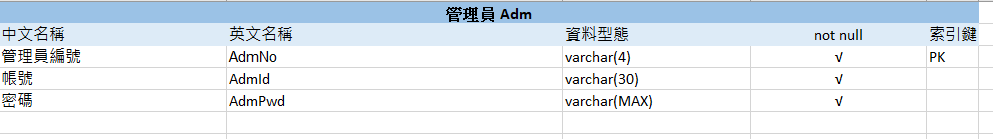 管理員 Adm
中文名稱 英文名稱 資料型態 not null 索引鍵
管理員編號 AdmNo varchar(4) √ PK
帳號 AdmId varchar(30) √
密碼 AdmPwd varchar(MAX) √